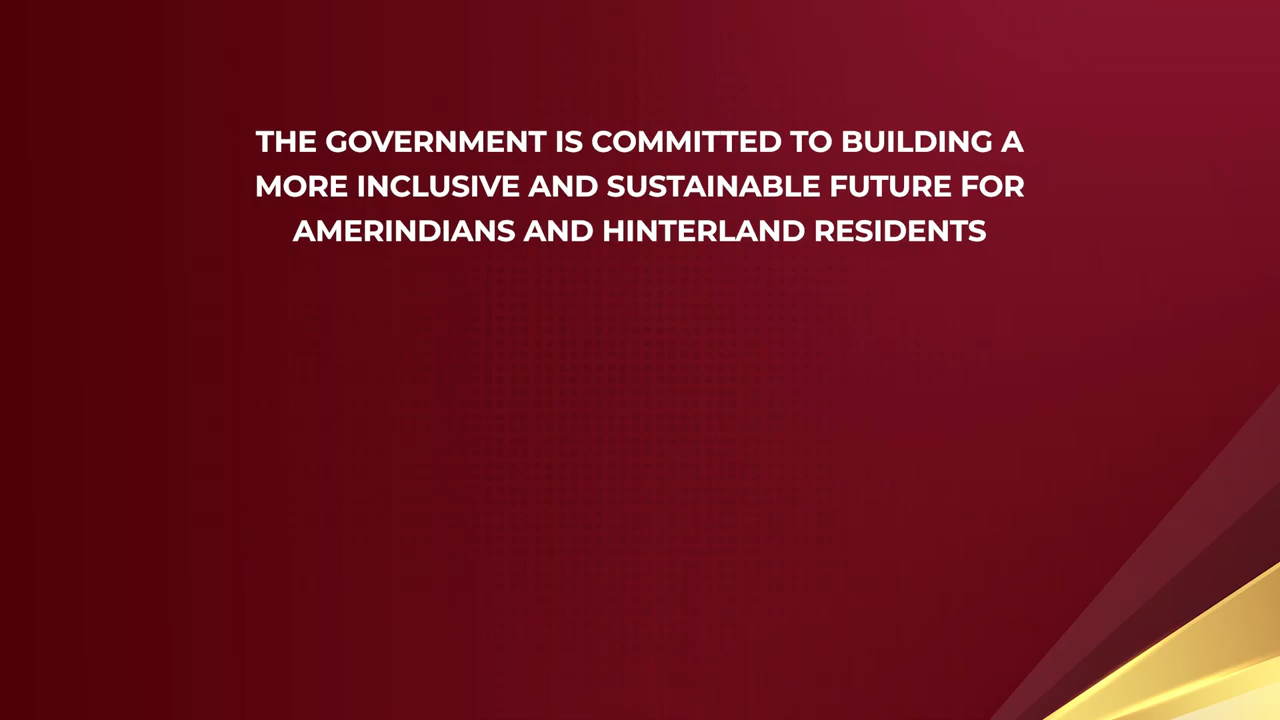 THE GOVERNMENT IS COMMITTED TO BUILDING A
MORE INCLUSIVE AND SUSTAINABLE FUTURE FOR
AMERINDIANS AND HINTERLAND RESIDENTS